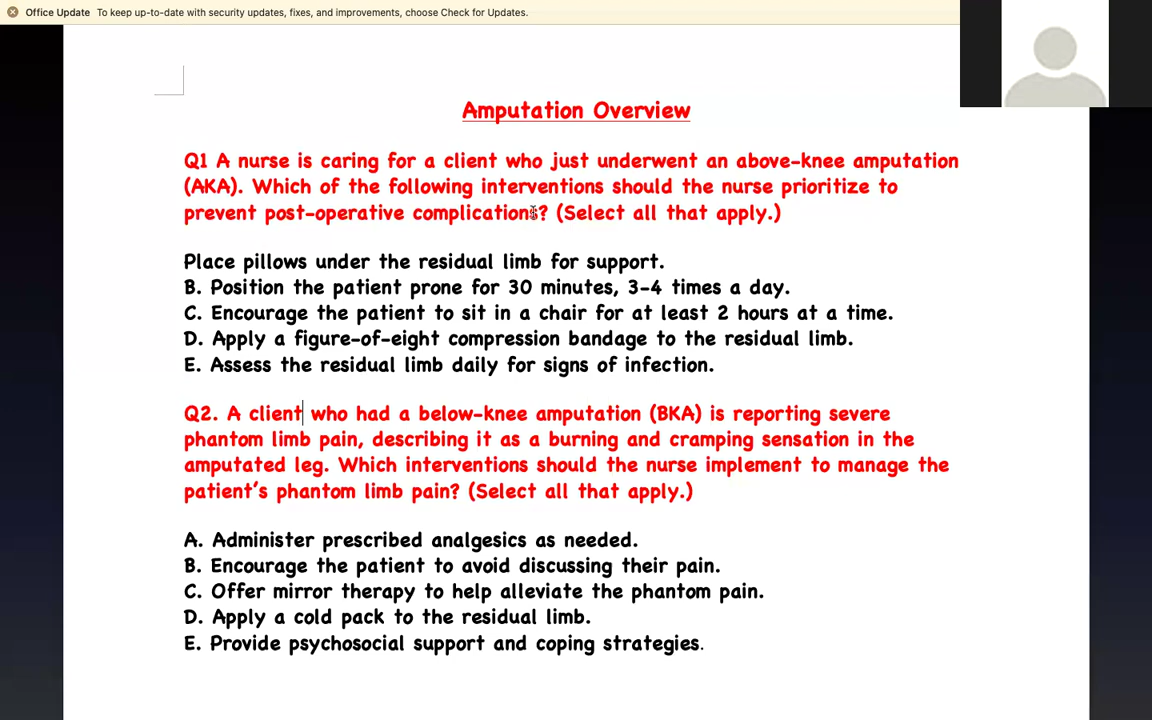 Office Update To keep up-to-date with security updates, fixes, and improvements, choose Check for Updates.
Amputation Overview
Q1 A nurse is caring for a client who just underwent an above-knee amputation
(AKA). Which of the following interventions should the nurse prioritize to
prevent post-operative complications? (Select all that apply.)
Place pillows under the residual limb for support.
B. Position the patient prone for 30 minutes, 3-4 times a day.
C. Encourage the patient to sit in a chair for at least 2 hours at a time.
D. Apply a figure-of-eight compression bandage to the residual limb.
E. Assess the residual limb daily for signs of infection.
Q2. A client who had a below-knee amputation (BKA) is reporting severe
phantom limb pain, describing it as a burning and cramping sensation in the
amputated leg. Which interventions should the nurse implement to manage the
patient's phantom limb pain? (Select all that apply.)
A. Administer prescribed analgesics as needed.
B. Encourage the patient to avoid discussing their pain.
C. Offer mirror therapy to help alleviate the phantom pain.
D. Apply a cold pack to the residual limb.
E. Provide psychosocial support and coping strategies.